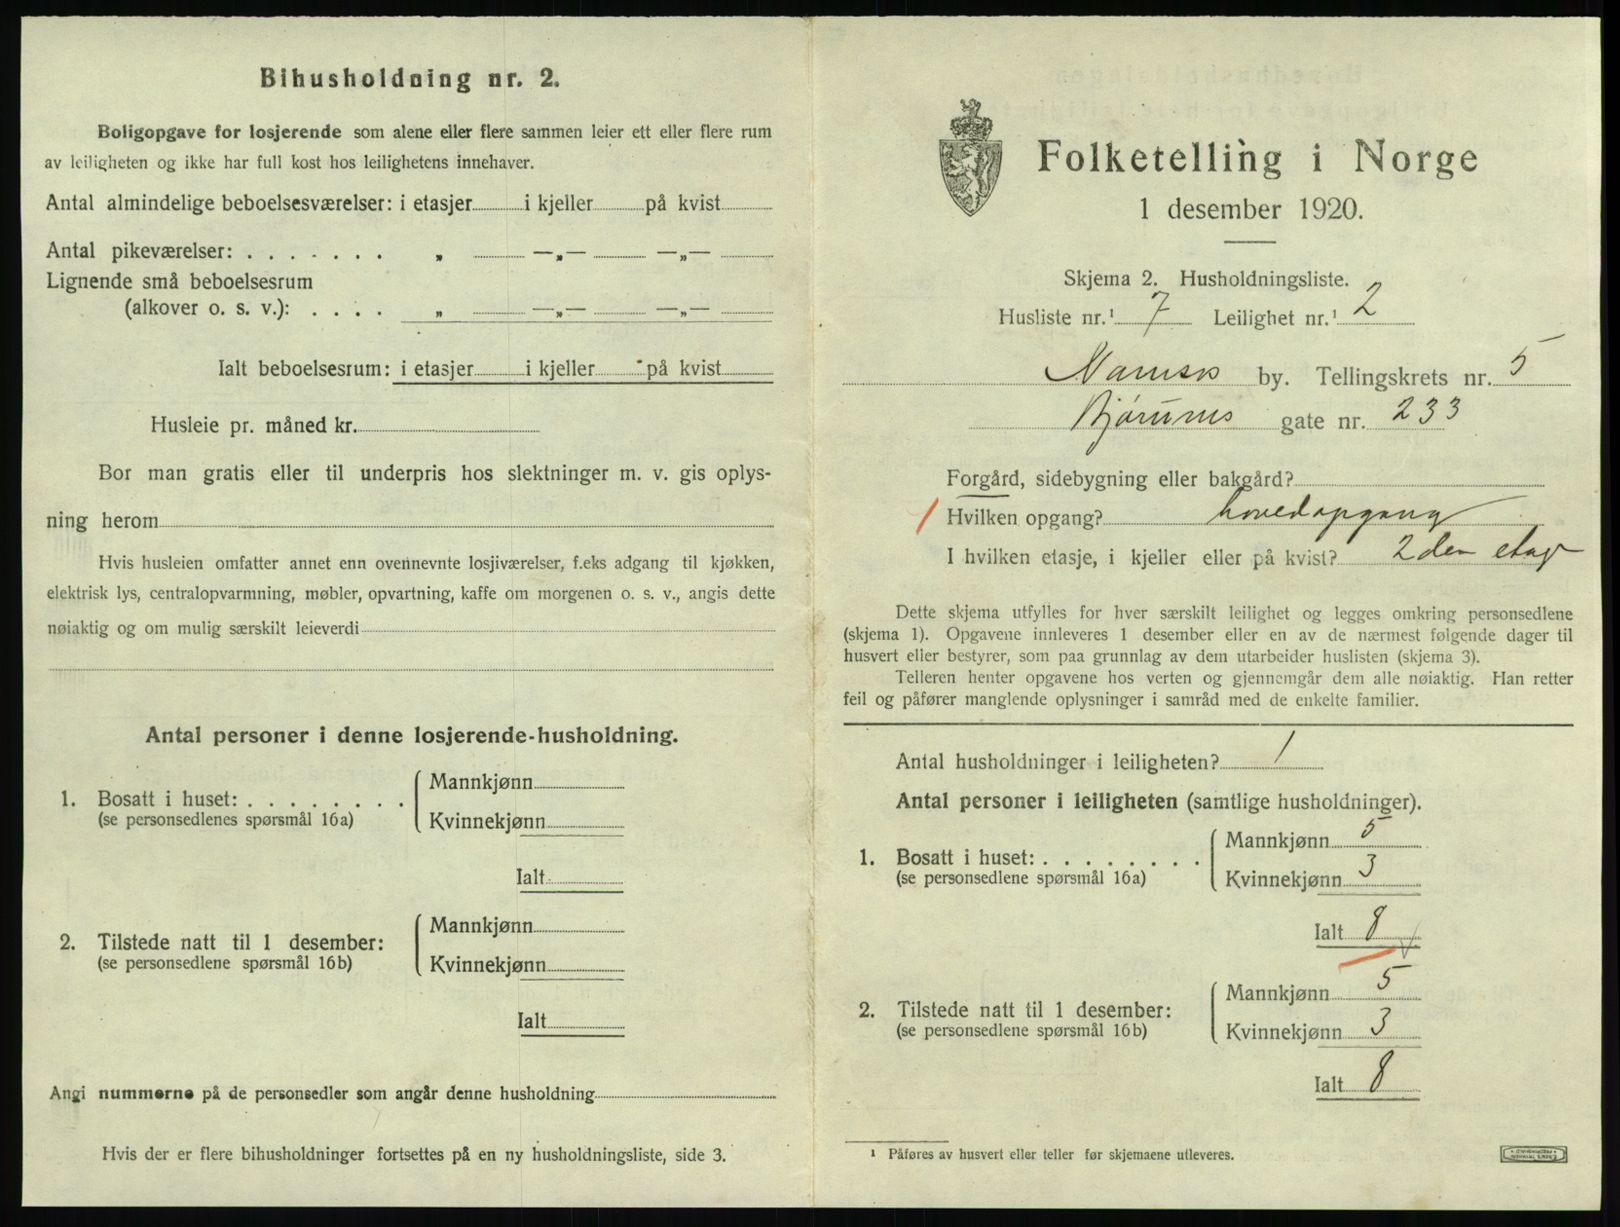 Bihusholdning nr. 2.
Boligopgave for losjerende som alene eller flere sammen leier ett eller flere rum
av leiligheten og ikke har full kost hos leilighetens innehaver.
Antal almindelige beboelsesværelser: i etasjer i kjeller på kvist
Antal pikeværelser: . . . . . . . „ —„— —„—
Lignende små beboelsesrum
(alkover o. s. v.): . . . . „ —„— —„—
Ialt beboelsesrum: i etasjer i kjeller på kvist
Husleie pr. måned kr.
Bor man gratis eller til underpris hos slektninger m. v. gis oplys-
ning herom
Hvis husleien omfatter annet enn ovennevnte losjiværelser, f.eks adgang til kjøkken,
elektrisk lys, centralopvarmning, møbler, opvartning, kaffe om morgenen o. s. v., angis dette
nøiaktig og om mulig særskilt leieverdi
Antal personer i denne losjerende-husholdning.
1. Bosatt i huset: . . . . . . . .
(se personsedlenes spørsmål 16a)
Mannkjønn
Kvinnekjønn
Ialt
2. Tilstede natt til 1 desember:
(se personsedlene spørsmål 16b)
Mannkjønn
Kvinnekjønn
Ialt
Angi nummerne på de personsedler som angår denne husholdning
Hvis der er flere bihusholdninger fortsettes på en ny husholdningsliste, side 3.
Folketelling i Norge
1 desember 1920.
Skjema 2. Husholdningsliste.
Husliste nr.¹ 7 Leilighet nr.¹ 2
Namsos by. Tellingskrets nr. 5
Bjørums gate nr. 233
Forgård, sidebygning eller bakgård?
Hvilken opgang? hovedopgang
I hvilken etasje, i kjeller eller på kvist? 2den etage
Dette skjema utfylles for hver særskilt leilighet og legges omkring personsedlene
(skjema 1). Opgavene innleveres 1 desember eller en av de nærmest følgende dager til
husvert eller bestyrer, som paa grunnlag av dem utarbeider huslisten (skjema 3).
Telleren henter opgavene hos verten og gjennemgår dem alle nøiaktig. Han retter
feil og påfører manglende oplysninger i samråd med de enkelte familier.
Antal husholdninger i leiligheten? 1
Antal personer i leiligheten (samtlige husholdninger).
1. Bosatt i huset: . . . . . . . .
(se personsedlene spørsmål 16a)
Mannkjønn 5
Kvinnekjønn 3
Ialt 8
2. Tilstede natt til 1 desember:
(se personsedlene spørsmål 16b)
Mannkjønn 5
Kvinnekjønn 3
Ialt 8
¹ Påføres av husvert eller teller før skjemaene utleveres.